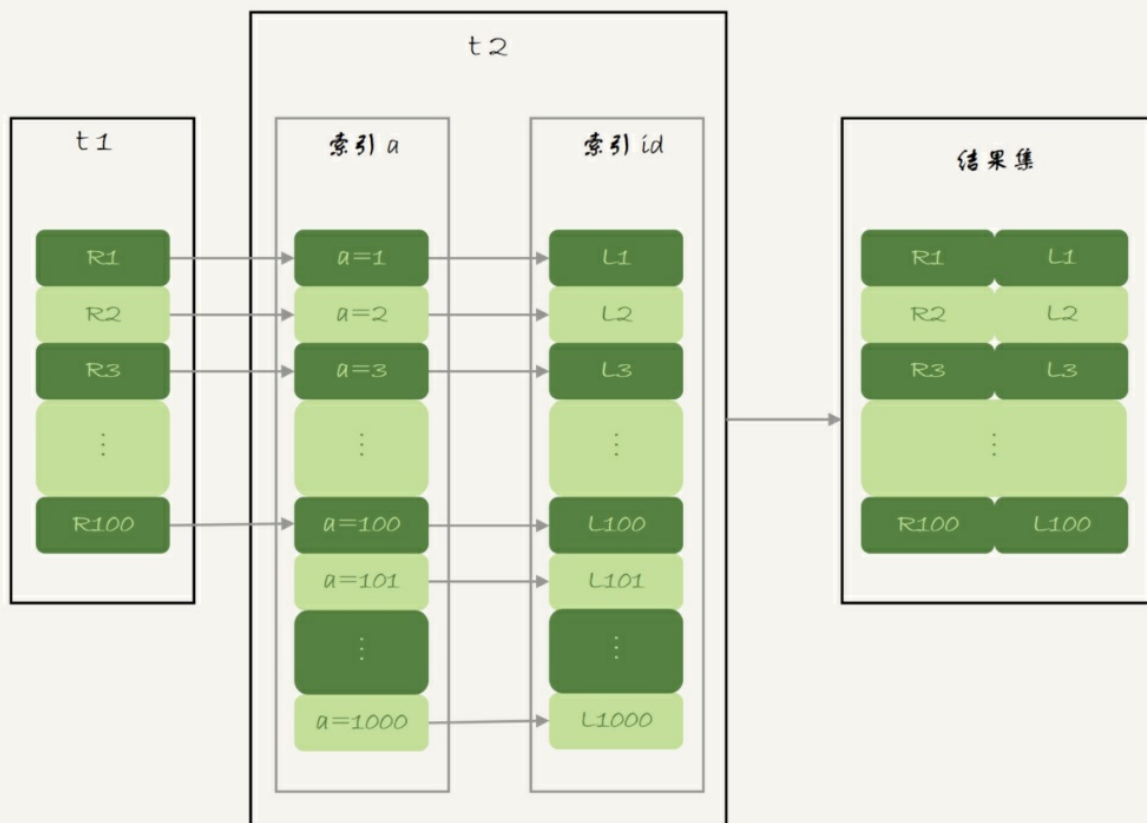 t2
t1
索引 a
索引 id
结果集
R1
a=1
L1
R1
L1
R2
a=2
L2
R2
L2
R3
a=3
L3
R3
L3
⋮
⋮
⋮
⋮
R100
a=100
L100
R100
L100
a=101
L101
⋮
⋮
a=1000
L1000